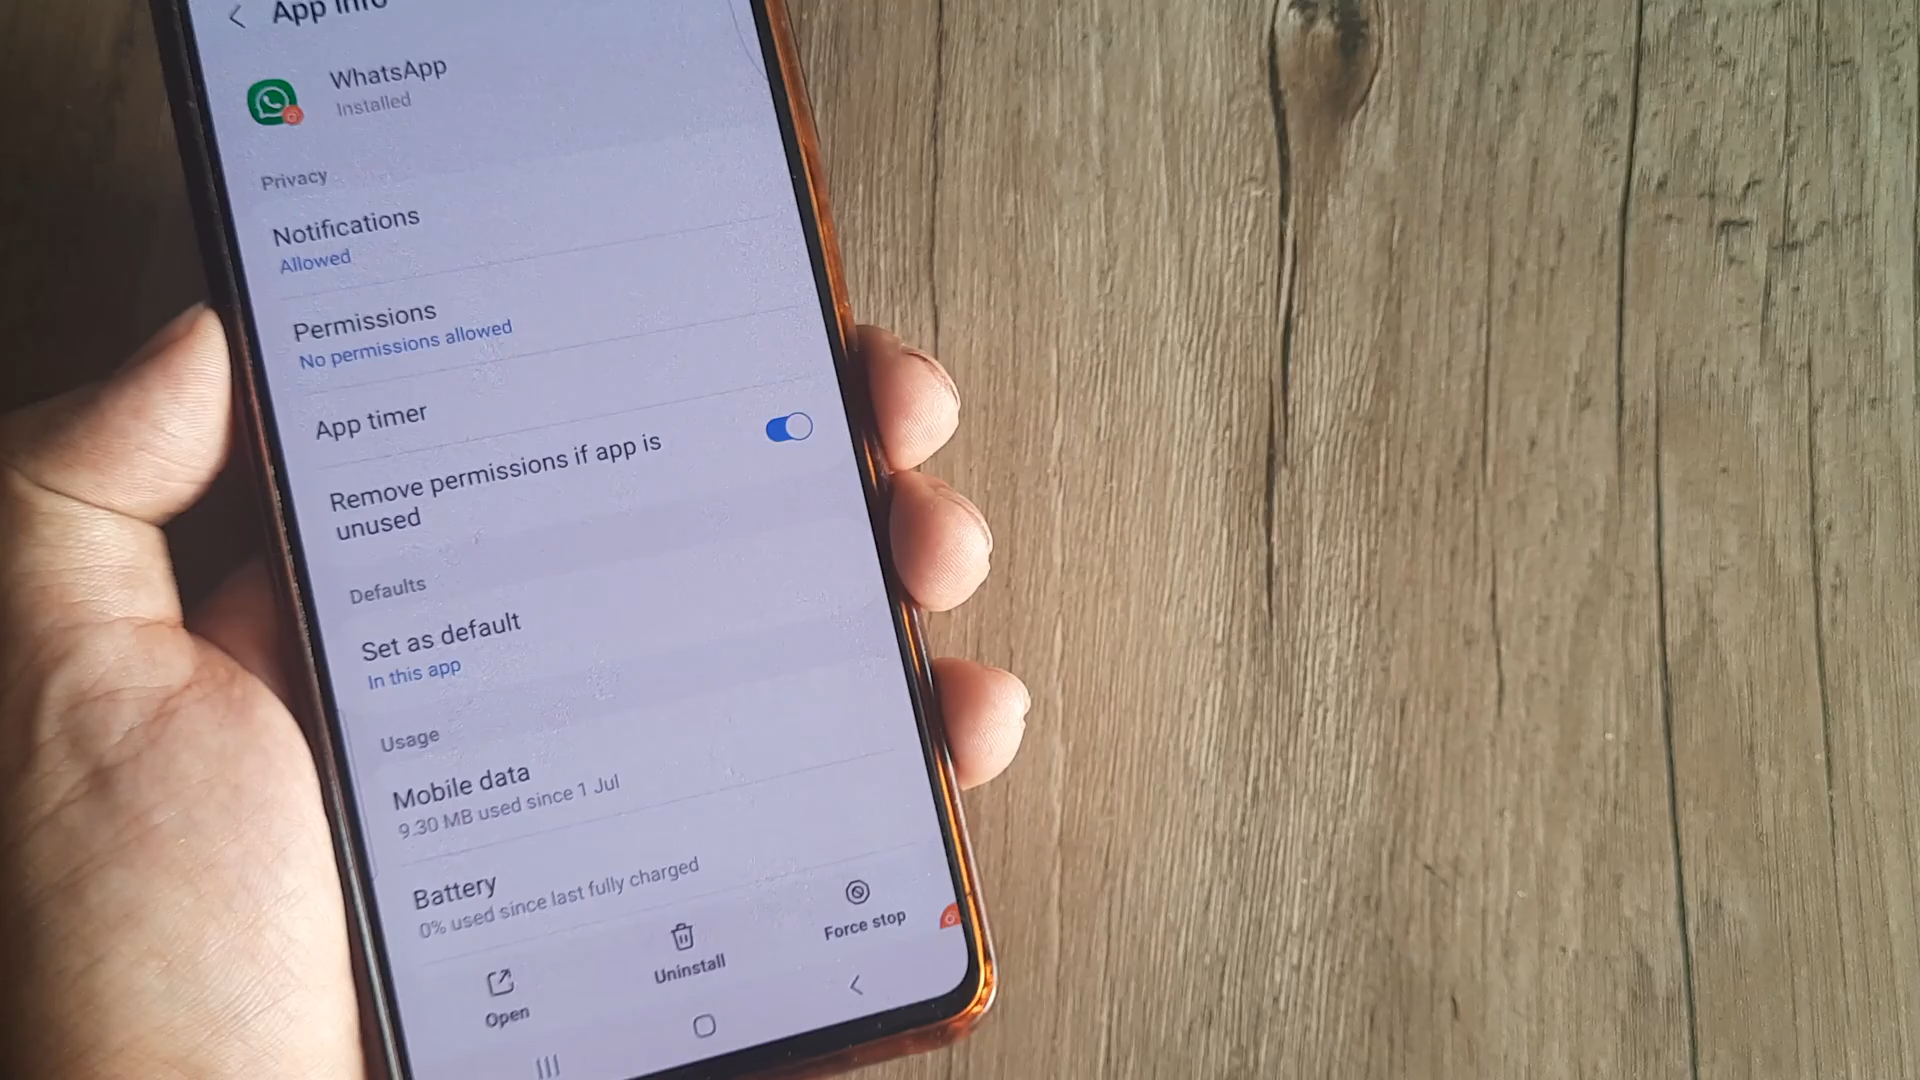 App info
WhatsApp
Installed
Privacy
Notifications
Allowed
Permissions
No permissions allowed
App timer
Remove permissions if app is
unused
Defaults
Set as default
In this app
Usage
Mobile data
9.30 MB used since 1 Jul
Battery
0% used since last fully charged
Open
Uninstall
Force stop